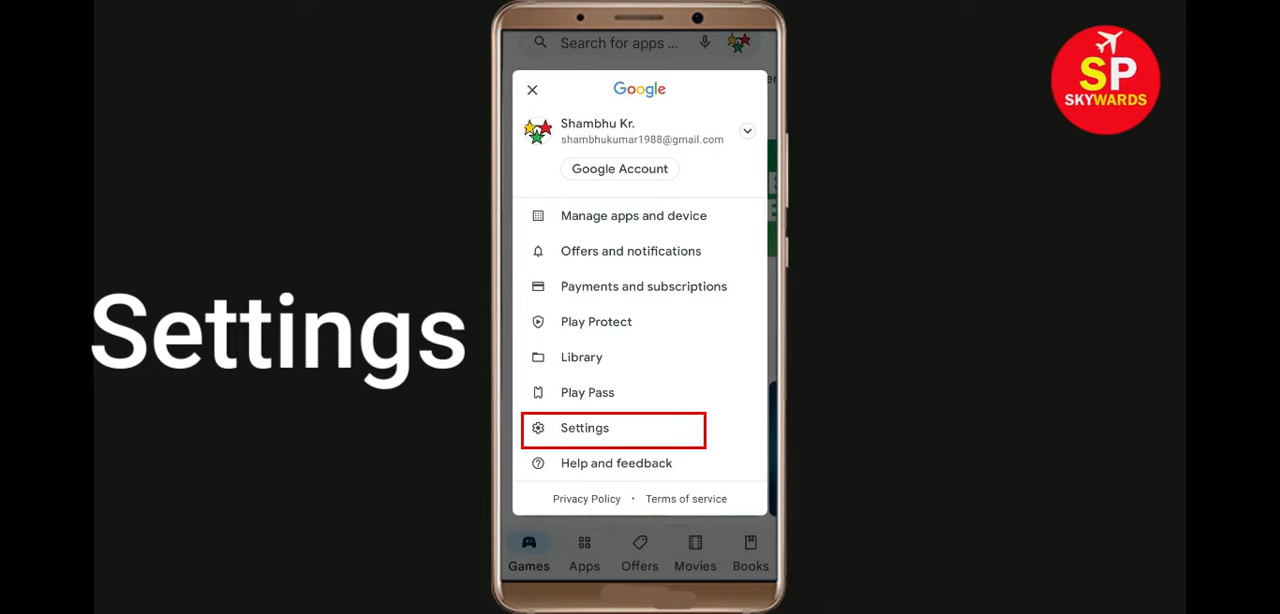 Search for apps ...
SP
SKYWARDS
Google
Shambhu Kr.
shambhukumar1988@gmail.com
Google Account
Manage apps and device
Offers and notifications
Payments and subscriptions
Play Protect
Library
Play Pass
Settings
Settings
Help and feedback
Privacy Policy • Terms of service
Games Apps Offers Movies Books